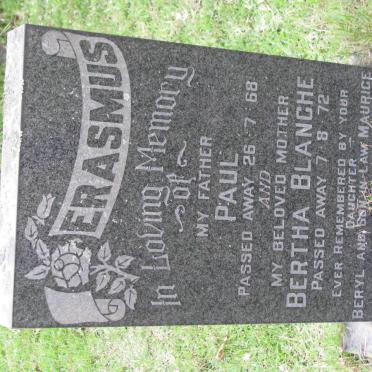 ERASMUS
In Loving Memory
of
MY FATHER
PAUL
PASSED AWAY 26·7·68
AND
MY BELOVED MOTHER
BERTHA BLANCHE
PASSED AWAY 7·8·72
EVER REMEMBERED BY YOUR
DAUGHTER
BERYL AND SON-IN-LAW MAURICE